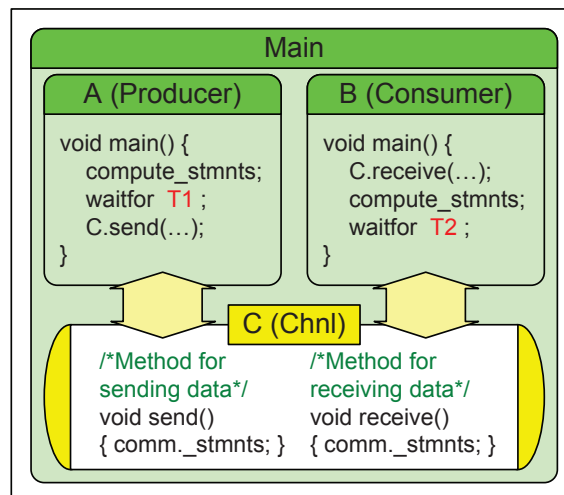 Main
A (Producer)
void main() {
compute_stmnts;
waitfor T1 ;
C.send(…);
}
B (Consumer)
void main() {
C.receive(…);
compute_stmnts;
waitfor T2 ;
}
C (Chnl)
/*Method for
sending data*/
void send()
{ comm._stmnts; }
/*Method for
receiving data*/
void receive()
{ comm._stmnts; }